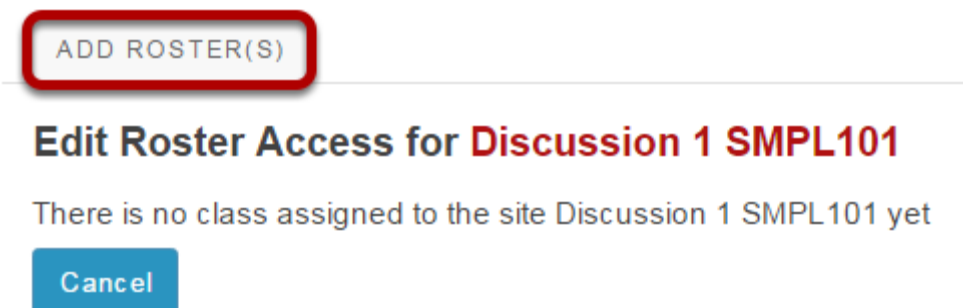 ADD ROSTER(S)
Edit Roster Access for Discussion 1 SMPL101
There is no class assigned to the site Discussion 1 SMPL101 yet
Cancel